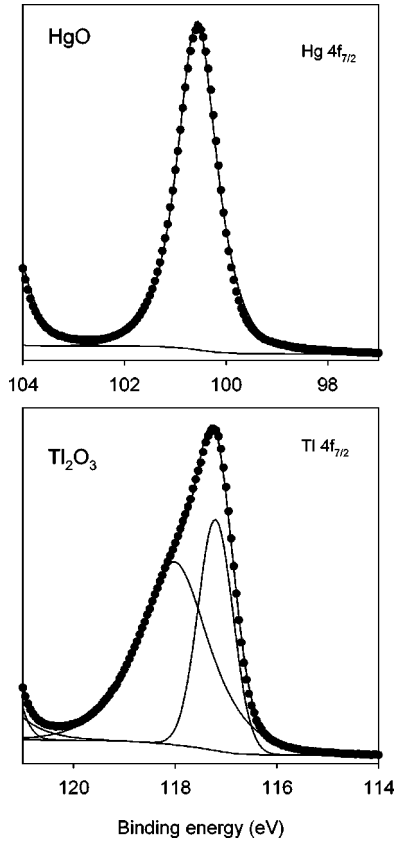 HgO
Hg 4f7/2
104 102 100 98
Tl2O3
Tl 4f7/2
120 118 116 114
Binding energy (eV)